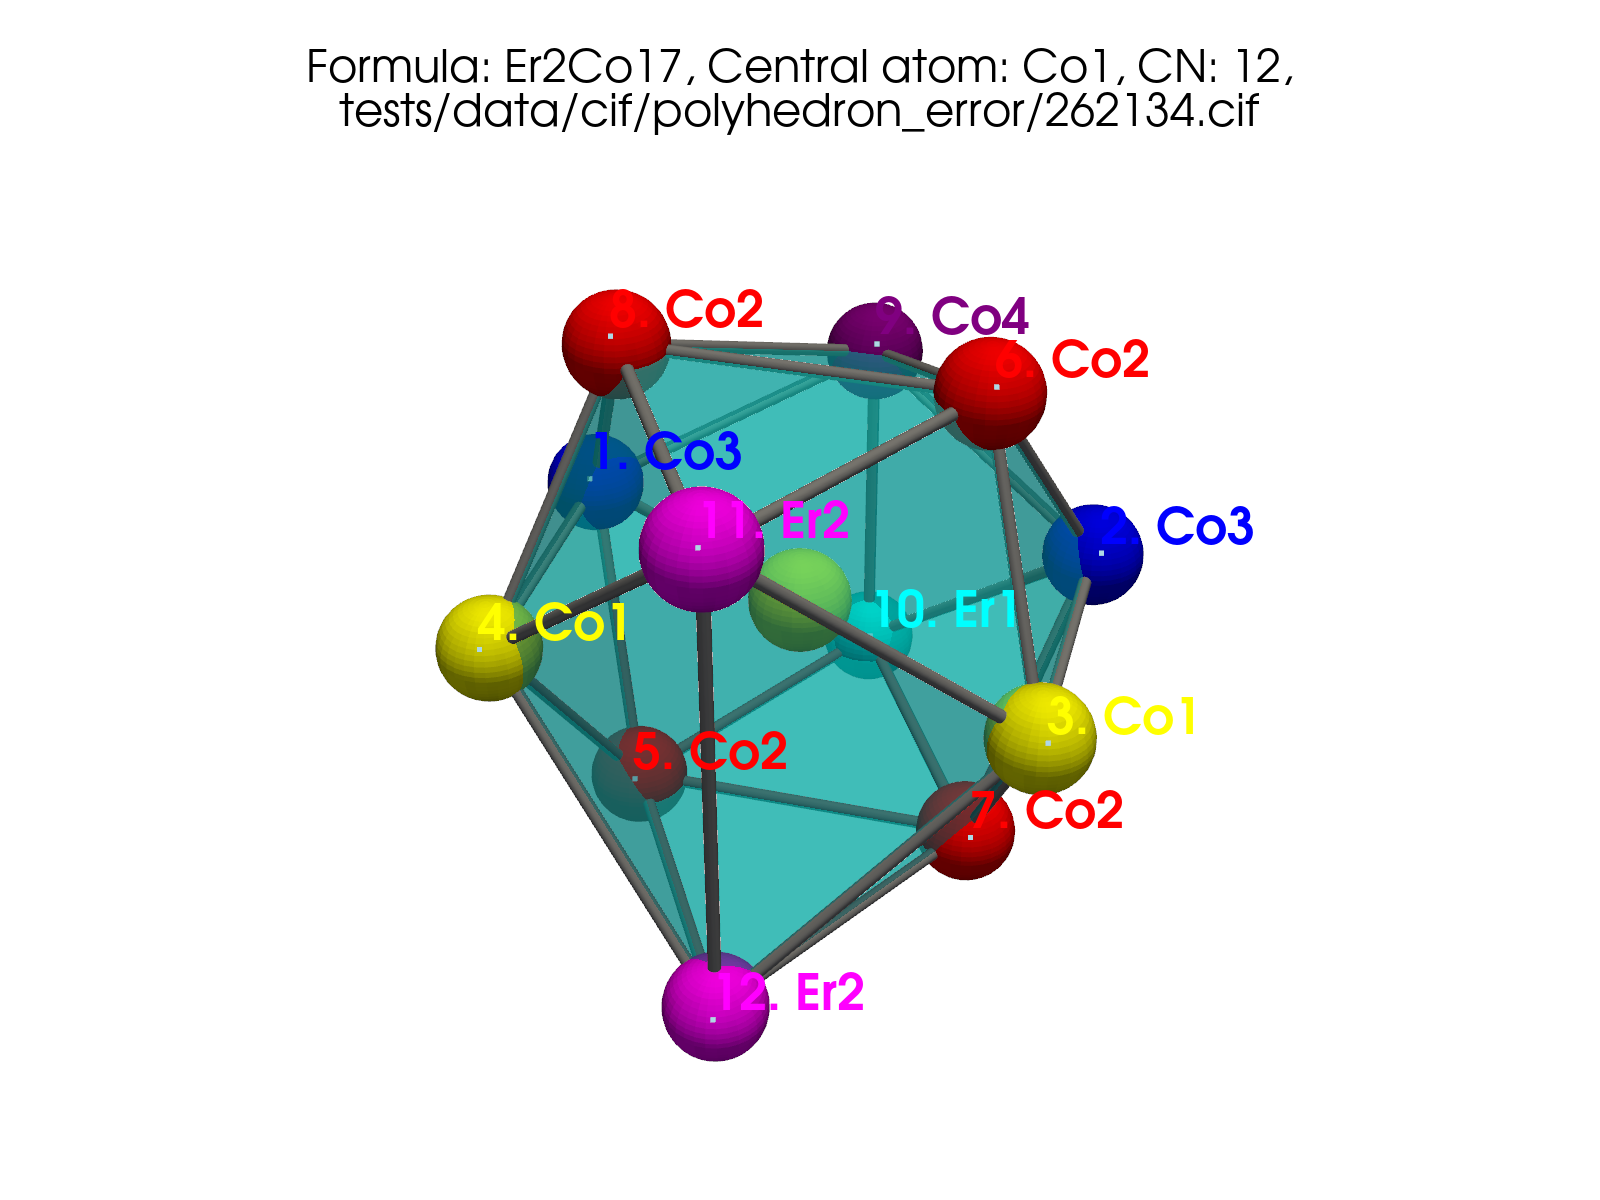 Formula: Er2Co17, Central atom: Co1, CN: 12,
tests/data/cif/polyhedron_error/262134.cif
8. Co2
9. Co4
6. Co2
1. Co3
11. Er2
2. Co3
4. Co1
10. Er1
3. Co1
5. Co2
7. Co2
12. Er2